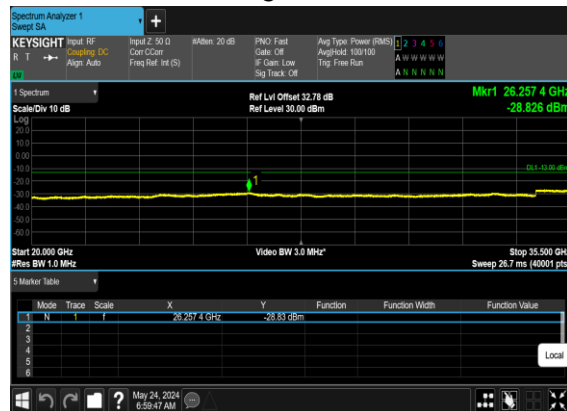 Spectrum Analyzer 1
Swept SA
KEYSIGHT Input: RF Input Z: 50 Ω #Atten: 20 dB PNO: Fast Avg Type: Power (RMS) 1 2 3 4 5 6
R T Coupling: DC Corr CCorr Gate: Off Avg|Hold: 100/100 A W W W W W
Align: Auto Freq Ref: Int (S) IF Gain: Low Trig: Free Run
Sig Track: Off A N N N N N
LXI
1 Spectrum Ref Lvl Offset 32.78 dB Mkr1 26.257 4 GHz
Scale/Div 10 dB Ref Level 30.00 dBm -28.826 dBm
Log
20.0
10.0
0.00
-10.0 DL1 -13.00 dBm
-20.0 1
-30.0
-40.0
-50.0
-60.0
Start 20.000 GHz Video BW 3.0 MHz* Stop 35.500 GHz
#Res BW 1.0 MHz Sweep 26.7 ms (40001 pts
5 Marker Table
Mode Trace Scale X Y Function Function Width Function Value
1 N 1 f 26.257 4 GHz -28.83 dBm
2
3
4
5
6
Local
? May 24, 2024
6:59:47 AM